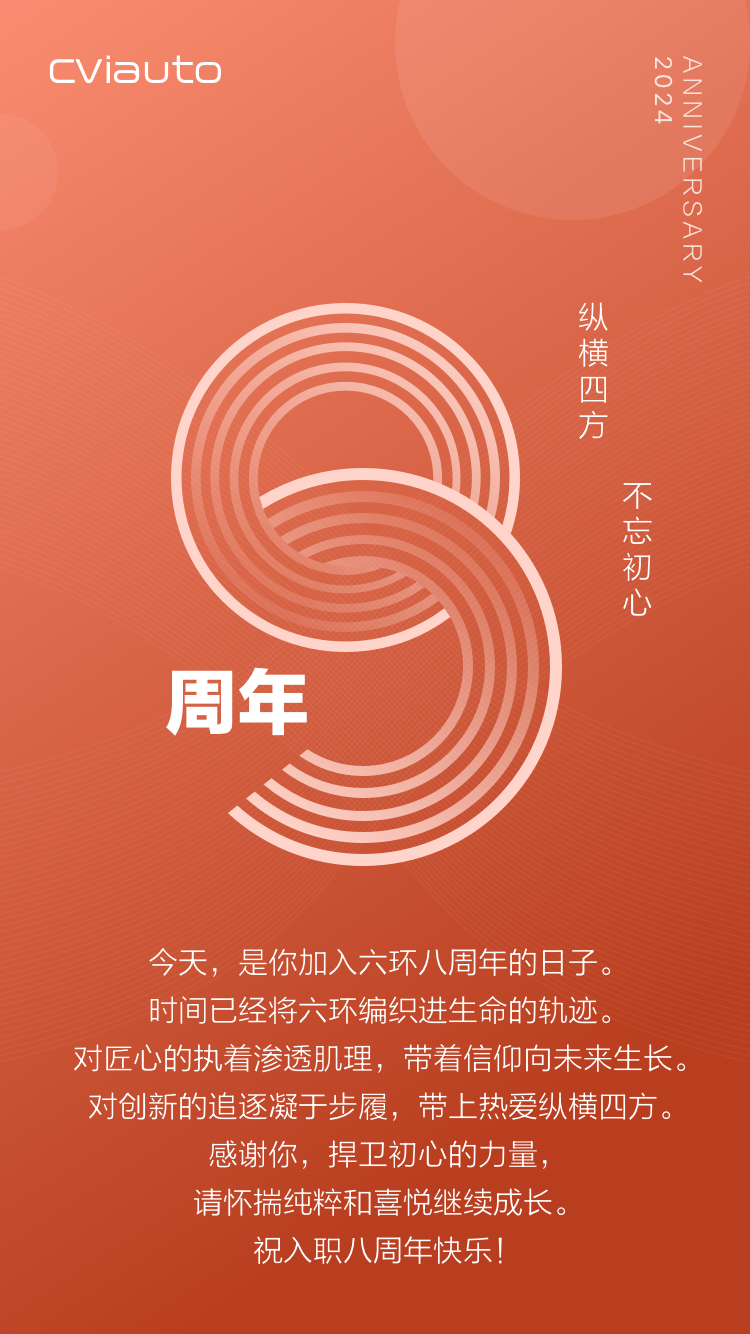 CViauto
ANNIVERSARY
2024
纵横四方
不忘初心
8
周年
今天，是你加入六环八周年的日子。
时间已经将六环编织进生命的轨迹。
对匠心的执着渗透肌理，带着信仰向未来生长。
对创新的追逐凝于步履，带上热爱纵横四方。
感谢你，捍卫初心的力量，
请怀揣纯粹和喜悦继续成长。
祝入职八周年快乐！